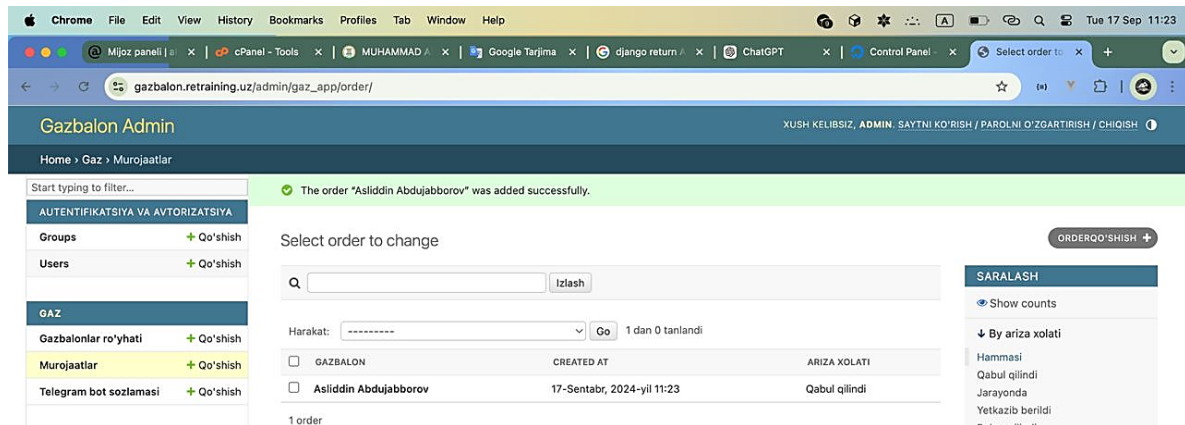 Chrome File Edit View History Bookmarks Profiles Tab Window Help A Tue 17 Sep 11:23
Mijoz paneli | cPanel - Tools MUHAMMAD Google Tarjima django return ChatGPT Control Panel - Select order to
gazbalon.retraining.uz/admin/gaz_app/order/
Gazbalon Admin
XUSH KELIBSIZ, ADMIN. SAYTNI KO'RISH / PAROLNI O'ZGARTIRISH / CHIQISH
Home › Gaz › Murojaatlar
Start typing to filter...
AUTENTIFIKATSIYA VA AVTORIZATSIYA
Groups + Qo'shish
Users + Qo'shish
GAZ
Gazbalonlar ro'yhati + Qo'shish
Murojaatlar + Qo'shish
Telegram bot sozlamasi + Qo'shish
The order “Asliddin Abdujabborov” was added successfully.
Select order to change
ORDERQO'SHISH +
Izlash
Harakat: --------- Go 1 dan 0 tanlandi
GAZBALON CREATED AT ARIZA XOLATI
Asliddin Abdujabborov 17-Sentabr, 2024-yil 11:23 Qabul qilindi
1 order
SARALASH
Show counts
↓ By ariza xolati
Hammasi
Qabul qilindi
Jarayonda
Yetkazib berildi